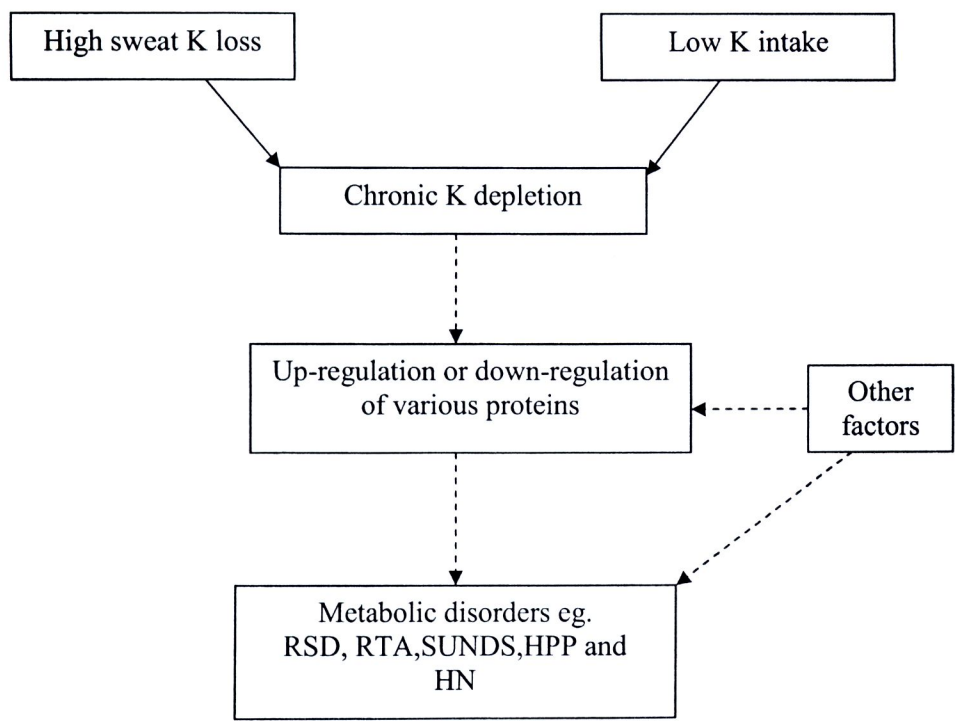 High sweat K loss
Low K intake
Chronic K depletion
Up-regulation or down-regulation
of various proteins
Other
factors
Metabolic disorders eg.
RSD, RTA,SUNDS,HPP and
HN